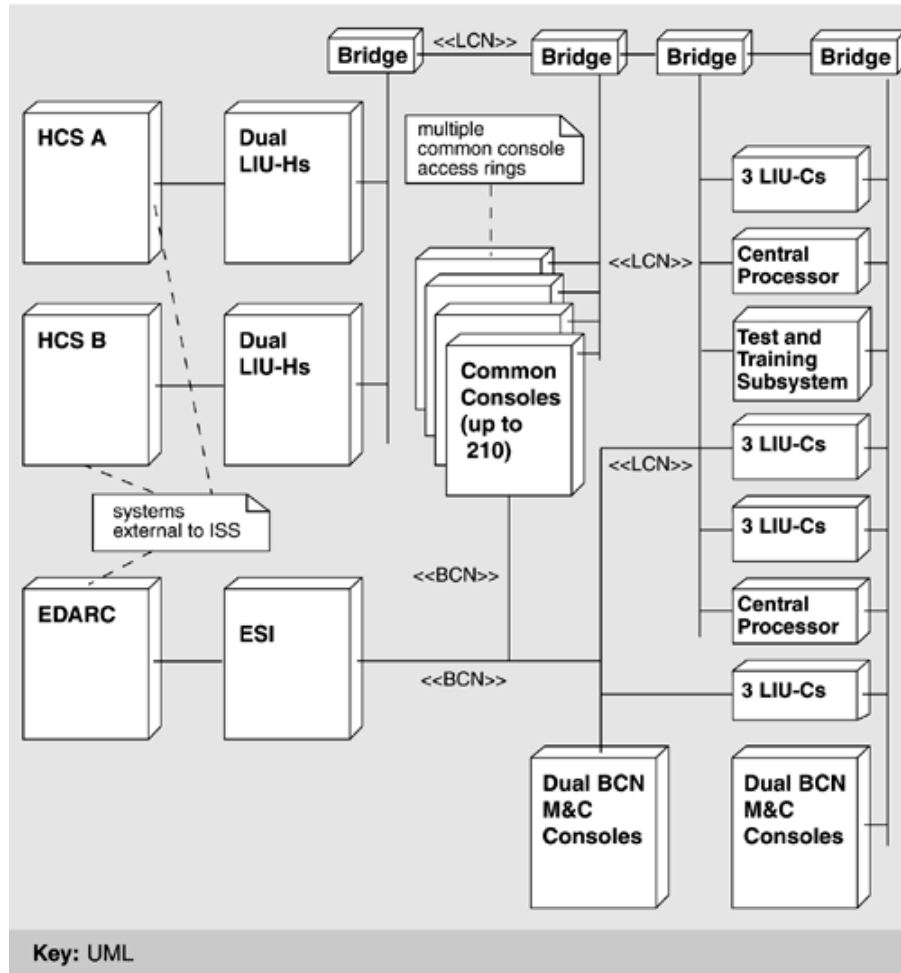 Bridge
<<LCN>>
Bridge
Bridge
Bridge
HCS A
Dual
LIU-Hs
multiple
common console
access rings
3 LIU-Cs
<<LCN>>
Central
Processor
HCS B
Dual
LIU-Hs
Test and
Training
Subsystem
Common
Consoles
(up to
210)
<<LCN>>
3 LIU-Cs
systems
external to ISS
3 LIU-Cs
<<BCN>>
EDARC
ESI
Central
Processor
<<BCN>>
3 LIU-Cs
Dual BCN
M&C
Consoles
Dual BCN
M&C
Consoles
Key: UML